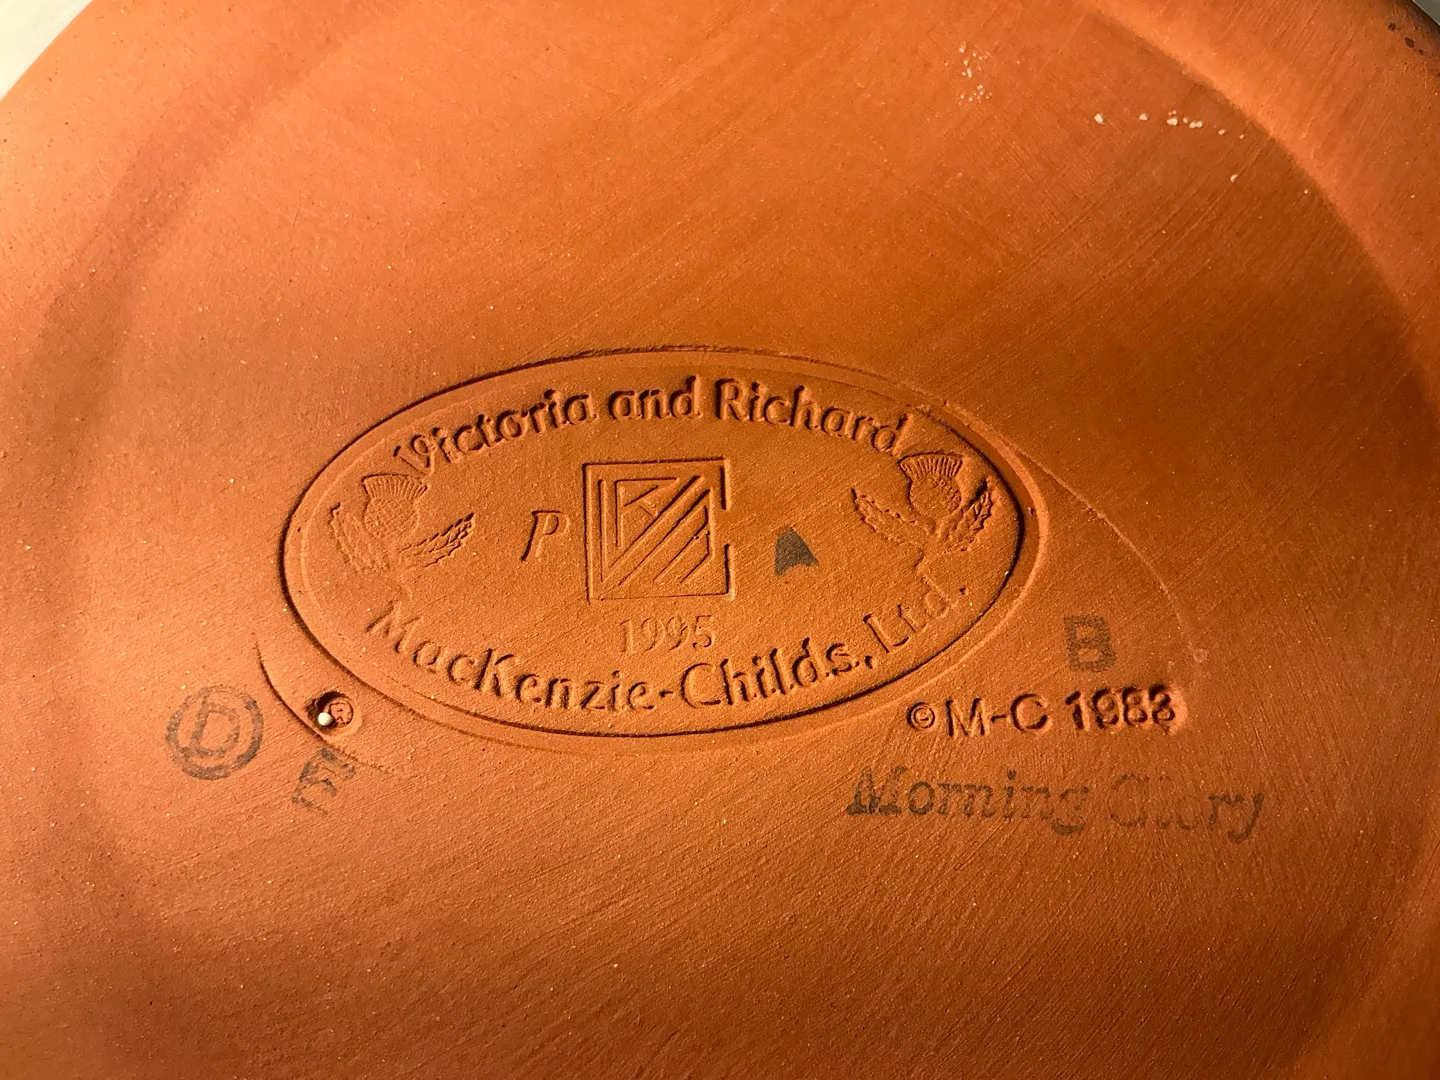 Victoria and Richard
P
A
1995
MacKenzie-Childs, Ltd.
B
®
© M-C 1983
D
Morning Glory